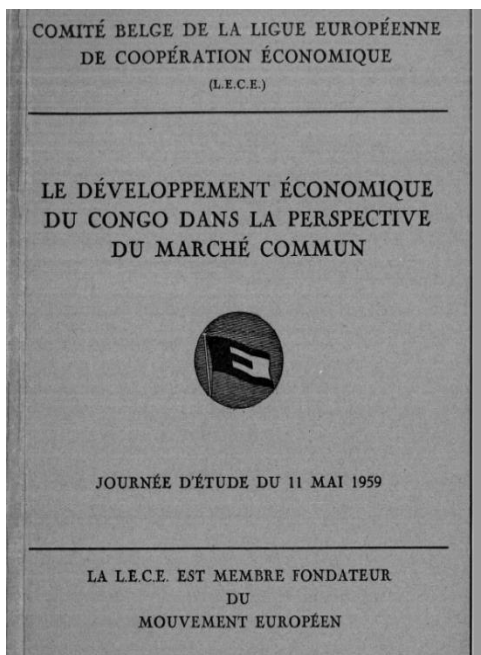 COMITÉ BELGE DE LA LIGUE EUROPÉENNE
DE COOPÉRATION ÉCONOMIQUE
(L.E.C.E.)
LE DÉVELOPPEMENT ÉCONOMIQUE
DU CONGO DANS LA PERSPECTIVE
DU MARCHÉ COMMUN
JOURNÉE D'ÉTUDE DU 11 MAI 1959
LA L.E.C.E. EST MEMBRE FONDATEUR
DU
MOUVEMENT EUROPÉEN